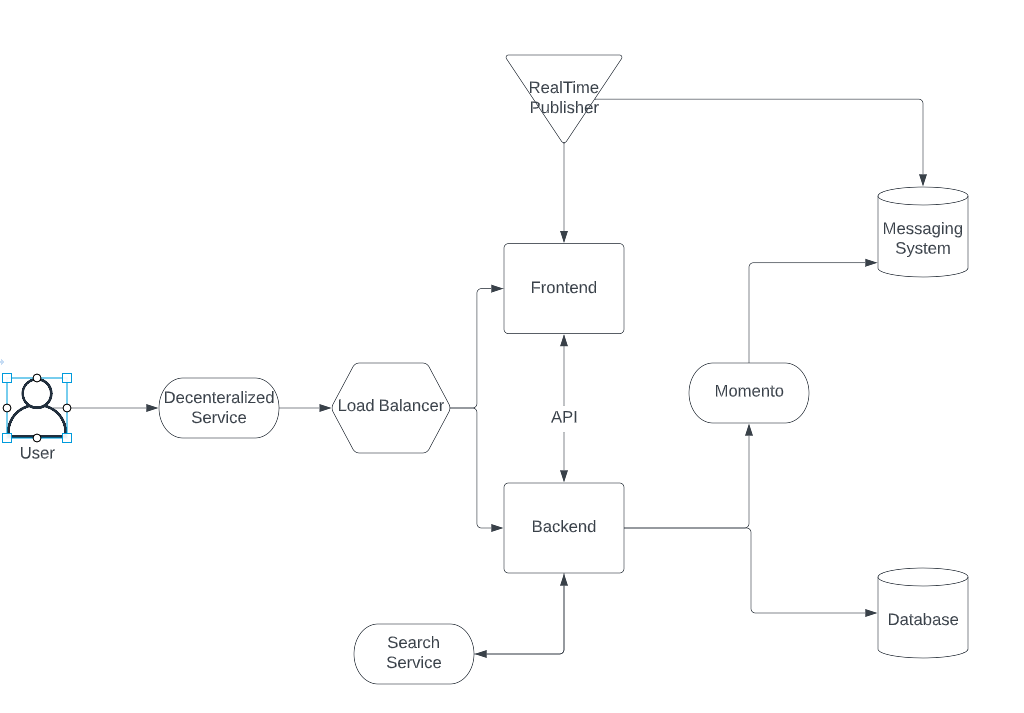 RealTime
Publisher
Messaging
System
Frontend
Momento
Decenteralized
Service
Load Balancer
API
User
Backend
Database
Search
Service